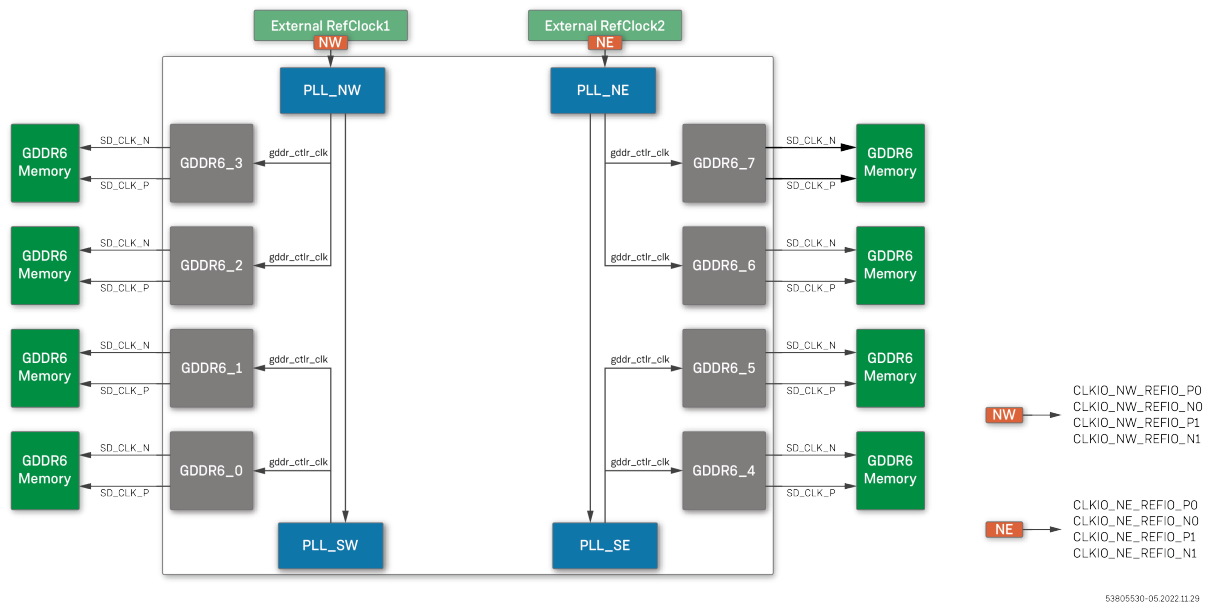 External RefClock1
External RefClock2
NW
NE
PLL_NW
PLL_NE
GDDR6
Memory
SD_CLK_N
SD_CLK_P
GDDR6_3
gddr_ctlr_clk
gddr_ctlr_clk
GDDR6_7
SD_CLK_N
SD_CLK_P
GDDR6
Memory
GDDR6
Memory
SD_CLK_N
SD_CLK_P
GDDR6_2
gddr_ctlr_clk
gddr_ctlr_clk
GDDR6_6
SD_CLK_N
SD_CLK_P
GDDR6
Memory
GDDR6
Memory
SD_CLK_N
SD_CLK_P
GDDR6_1
gddr_ctlr_clk
gddr_ctlr_clk
GDDR6_5
SD_CLK_N
SD_CLK_P
GDDR6
Memory
GDDR6
Memory
SD_CLK_N
SD_CLK_P
GDDR6_0
gddr_ctlr_clk
gddr_ctlr_clk
GDDR6_4
SD_CLK_N
SD_CLK_P
GDDR6
Memory
PLL_SW
PLL_SE
NW
CLKIO_NW_REFIO_P0
CLKIO_NW_REFIO_N0
CLKIO_NW_REFIO_P1
CLKIO_NW_REFIO_N1
NE
CLKIO_NE_REFIO_P0
CLKIO_NE_REFIO_N0
CLKIO_NE_REFIO_P1
CLKIO_NE_REFIO_N1
53805530-05.2022.11.29